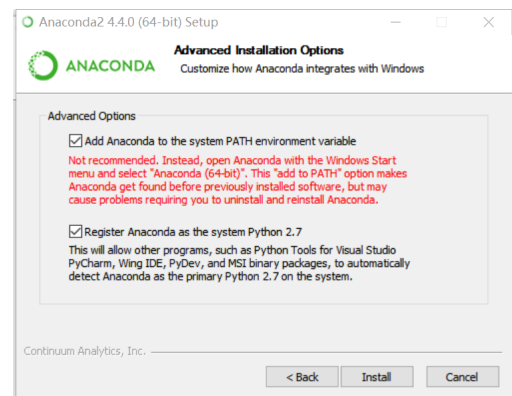 Anaconda2 4.4.0 (64-bit) Setup
ANACONDA
Advanced Installation Options
Customize how Anaconda integrates with Windows
Advanced Options
Add Anaconda to the system PATH environment variable
Not recommended. Instead, open Anaconda with the Windows Start
menu and select "Anaconda (64-bit)". This "add to PATH" option makes
Anaconda get found before previously installed software, but may
cause problems requiring you to uninstall and reinstall Anaconda.
Register Anaconda as the system Python 2.7
This will allow other programs, such as Python Tools for Visual Studio
PyCharm, Wing IDE, PyDev, and MSI binary packages, to automatically
detect Anaconda as the primary Python 2.7 on the system.
Continuum Analytics, Inc.
< Back Install Cancel